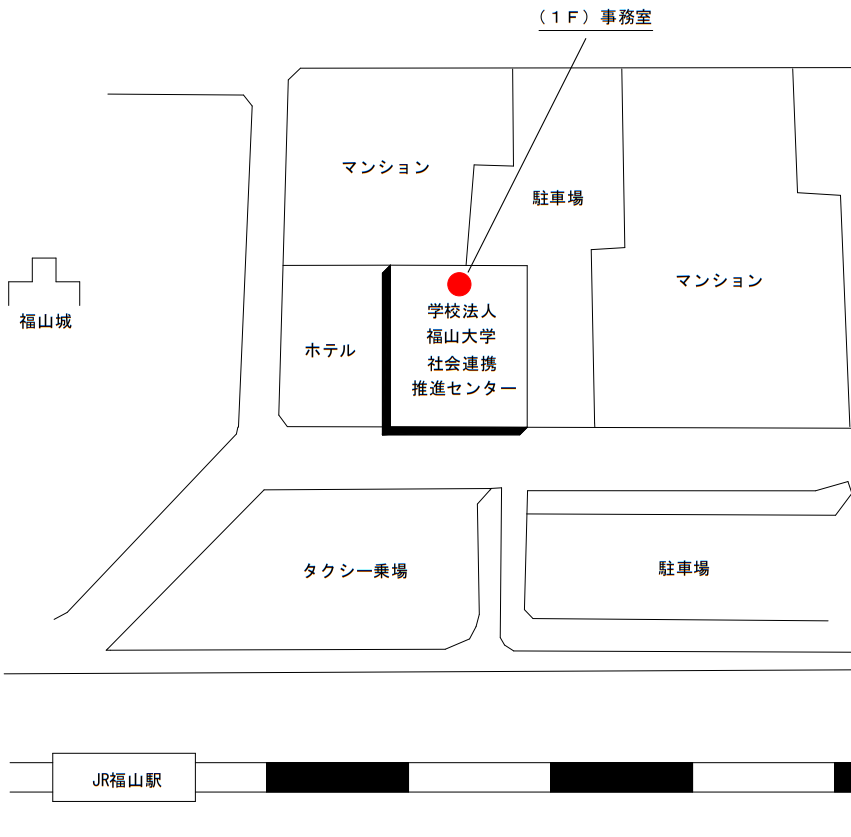 （１Ｆ）事務室
マンション
駐車場
マンション
福山城
学校法人
福山大学
社会連携
推進センター
ホテル
タクシー乗場
駐車場
JR福山駅